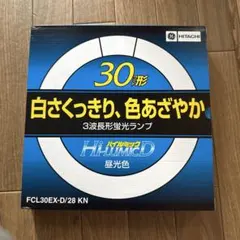 HITACHI
30形
白さくっきり、色あざやか
3波長形蛍光ランプ
ハイルミック
HI-LUMIC D
昼光色
FCL30EX-D/28 KN